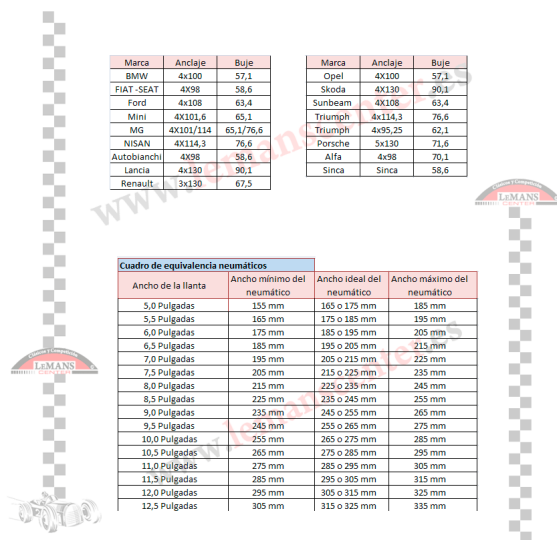 Marca Anclaje Buje
BMW 4x100 57,1
FIAT -SEAT 4X98 58,6
Ford 4x108 63,4
Mini 4X101,6 65,1
MG 4X101/114 65,1/76,6
NISAN 4X114,3 76,6
Autobianchi 4X98 58,6
Lancia 4x130 90,1
Renault 3x130 67,5
Marca Anclaje Buje
Opel 4X100 57,1
Skoda 4X130 90,1
Sunbeam 4X108 63,4
Triumph 4x114,3 76,6
Triumph 4x95,25 62,1
Porsche 5x130 71,6
Alfa 4x98 70,1
Sinca Sinca 58,6
www.lemanscenter.es
Clásicos y Competición
LEMANS
CENTER
Cuadro de equivalencia neumáticos
Ancho de la llanta Ancho mínimo del neumático Ancho ideal del neumático Ancho máximo del neumático
5,0 Pulgadas 155 mm 165 o 175 mm 185 mm
5,5 Pulgadas 165 mm 175 o 185 mm 195 mm
6,0 Pulgadas 175 mm 185 o 195 mm 205 mm
6,5 Pulgadas 185 mm 195 o 205 mm 215 mm
7,0 Pulgadas 195 mm 205 o 215 mm 225 mm
7,5 Pulgadas 205 mm 215 o 225 mm 235 mm
8,0 Pulgadas 215 mm 225 o 235 mm 245 mm
8,5 Pulgadas 225 mm 235 o 245 mm 255 mm
9,0 Pulgadas 235 mm 245 o 255 mm 265 mm
9,5 Pulgadas 245 mm 255 o 265 mm 275 mm
10,0 Pulgadas 255 mm 265 o 275 mm 285 mm
10,5 Pulgadas 265 mm 275 o 285 mm 295 mm
11,0 Pulgadas 275 mm 285 o 295 mm 305 mm
11,5 Pulgadas 285 mm 295 o 305 mm 315 mm
12,0 Pulgadas 295 mm 305 o 315 mm 325 mm
12,5 Pulgadas 305 mm 315 o 325 mm 335 mm
www.lemanscenter.es
Clásicos y Competición
LEMANS
CENTER